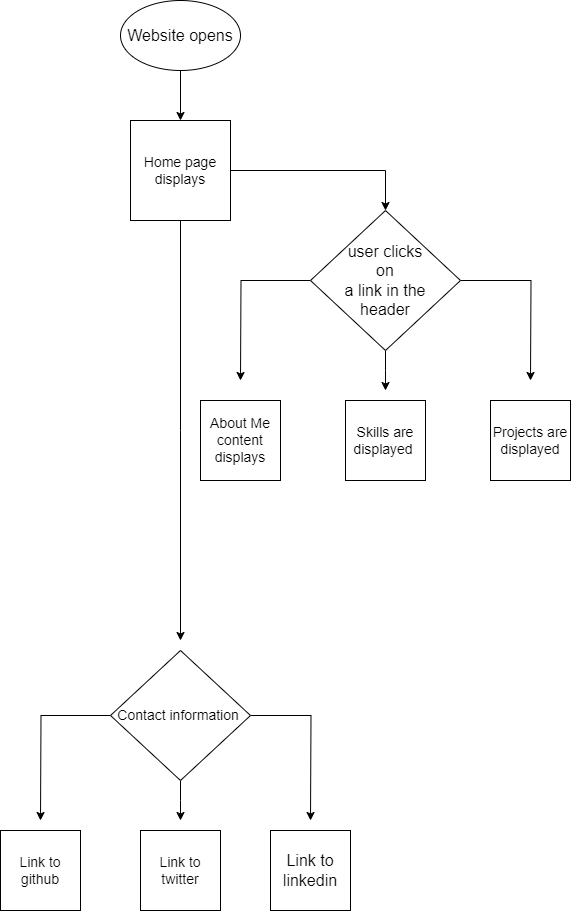 Website opens
Home page
displays
user clicks
on
a link in the
header
About Me
content
displays
Skills are
displayed
Projects are
displayed
Contact information
Link to
github
Link to
twitter
Link to
linkedin